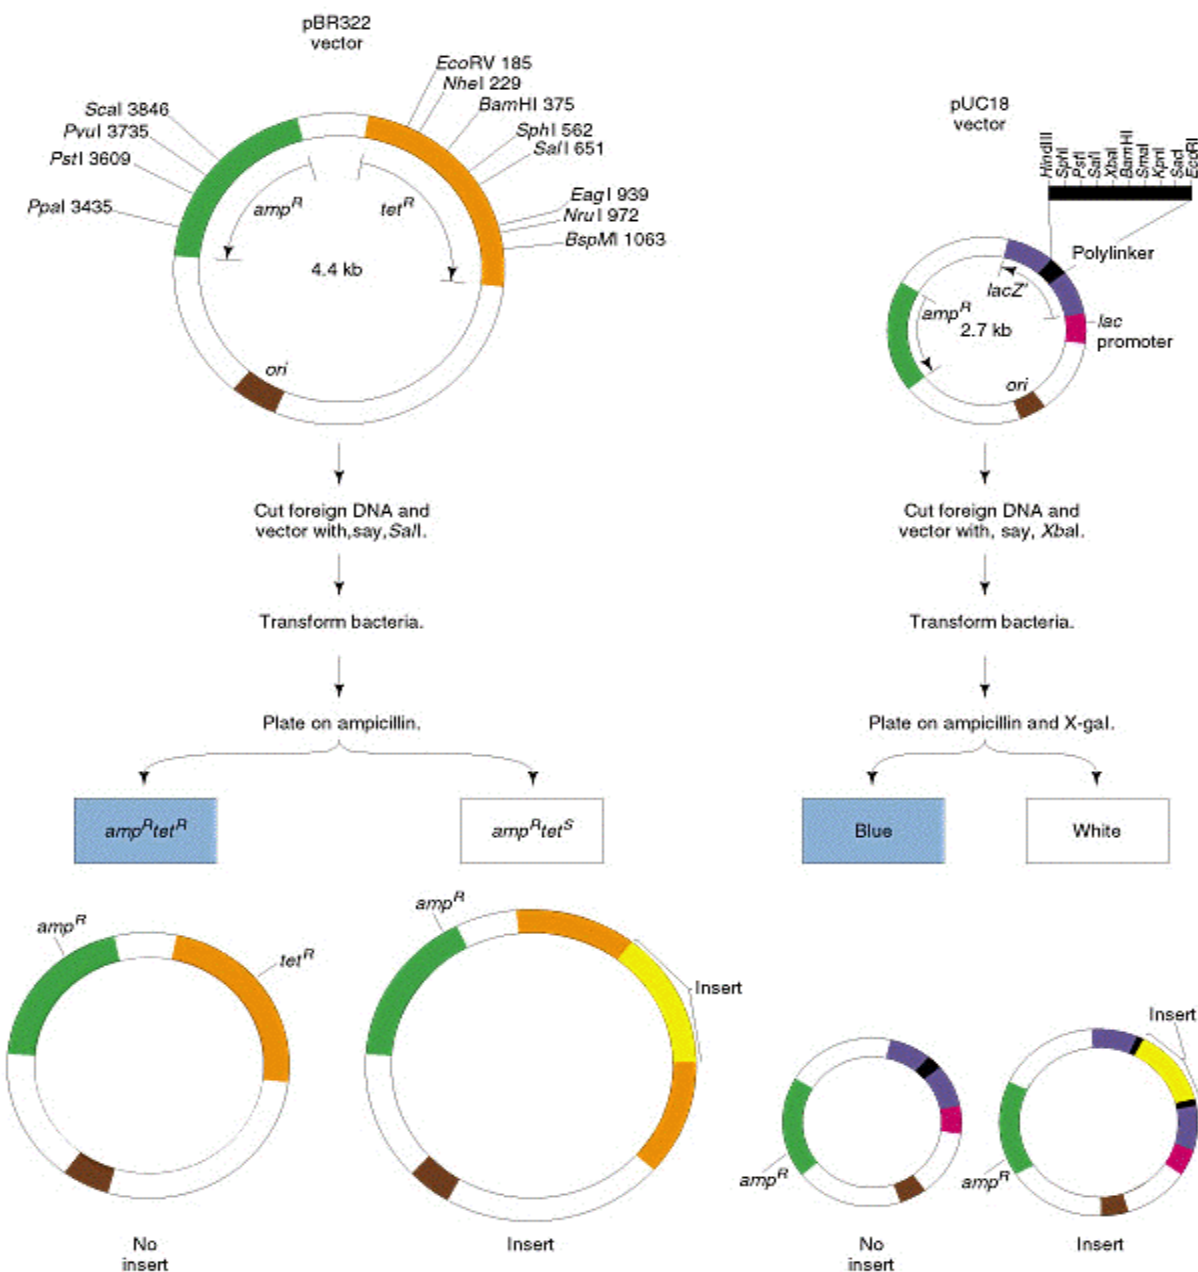 pBR322
vector
EcoRV 185
NheI 229
BamHI 375
SphI 562
SalI 651
EagI 939
NruI 972
BspMI 1063
ScaI 3846
PvuI 3735
PstI 3609
PpaI 3435
ampR
tetR
4.4 kb
ori
pUC18
vector
HindIII
SphI
PstI
SalI
XbaI
BamHI
SmaI
KpnI
SacI
EcoRI
Polylinker
lacZ'
ampR
2.7 kb
lac
promoter
ori
Cut foreign DNA and
vector with,say,SalI.
Cut foreign DNA and
vector with, say, XbaI.
Transform bacteria.
Transform bacteria.
Plate on ampicillin.
Plate on ampicillin and X-gal.
ampRtetR
ampRtetS
Blue
White
ampR
tetR
ampR
Insert
ampR
Insert
ampR
No
insert
Insert
No
insert
Insert